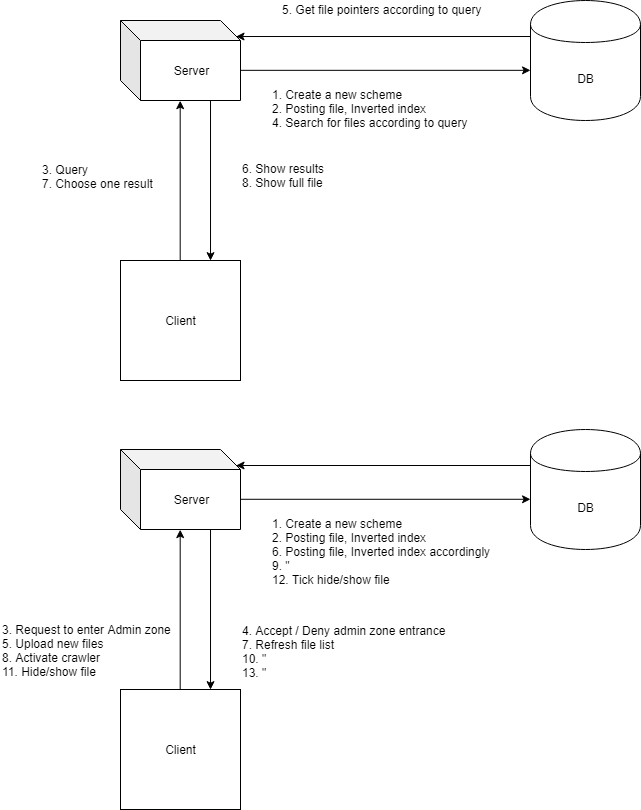 5. Get file pointers according to query
Server
DB
1. Create a new scheme
2. Posting file, Inverted index
4. Search for files according to query
3. Query
7. Choose one result
6. Show results
8. Show full file
Client
Server
DB
1. Create a new scheme
2. Posting file, Inverted index
6. Posting file, Inverted index accordingly
9. "
12. Tick hide/show file
3. Request to enter Admin zone
5. Upload new files
8. Activate crawler
11. Hide/show file
4. Accept / Deny admin zone entrance
7. Refresh file list
10. "
13. "
Client